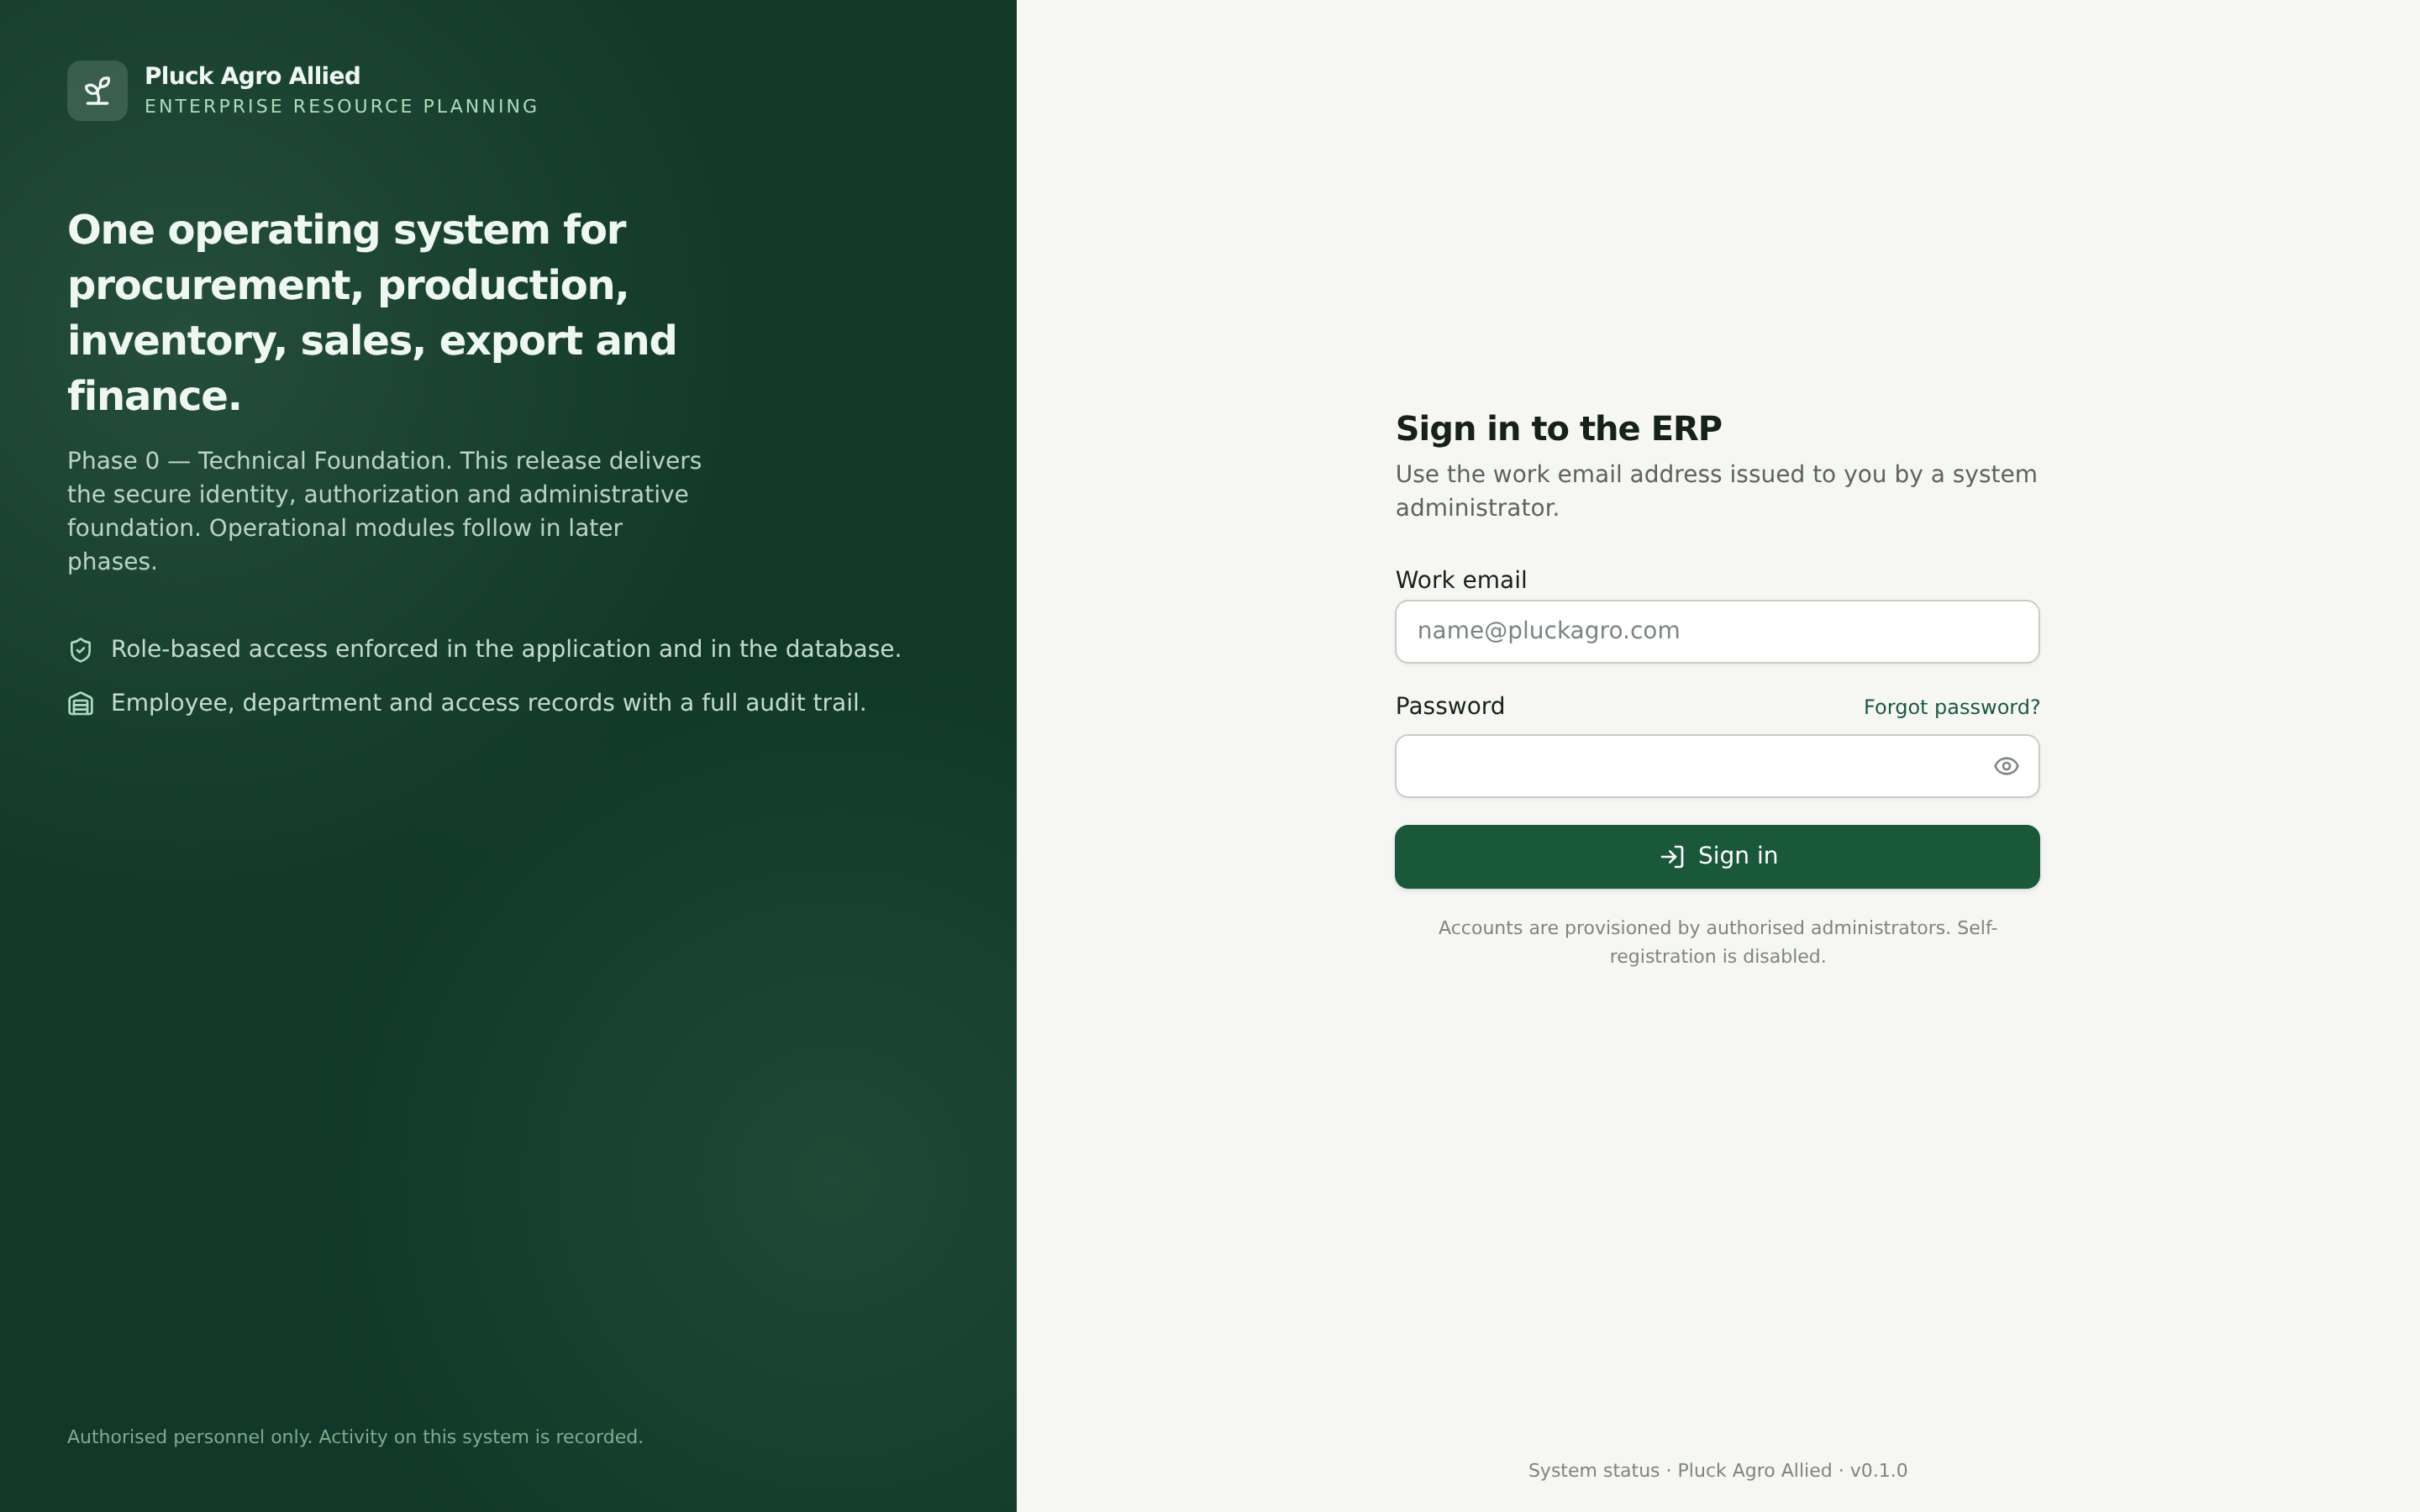 Pluck Agro Allied
ENTERPRISE RESOURCE PLANNING
One operating system for
procurement, production,
inventory, sales, export and
finance.
Phase 0 — Technical Foundation. This release delivers
the secure identity, authorization and administrative
foundation. Operational modules follow in later
phases.
Role-based access enforced in the application and in the database.
Employee, department and access records with a full audit trail.
Authorised personnel only. Activity on this system is recorded.
Sign in to the ERP
Use the work email address issued to you by a system
administrator.
Work email
name@pluckagro.com
Password
Forgot password?
Sign in
Accounts are provisioned by authorised administrators. Self-
registration is disabled.
System status · Pluck Agro Allied · v0.1.0